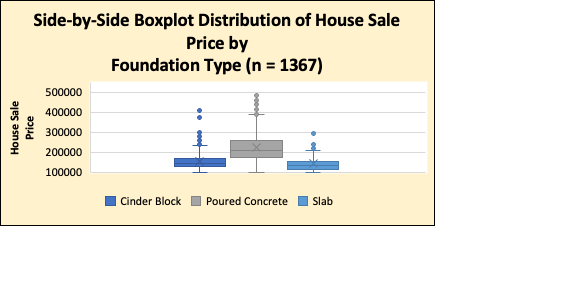 Side-by-Side Boxplot Distribution of House Sale
Price by
Foundation Type (n = 1367)
House Sale
Price
500000
400000
300000
200000
100000
Cinder Block Poured Concrete Slab